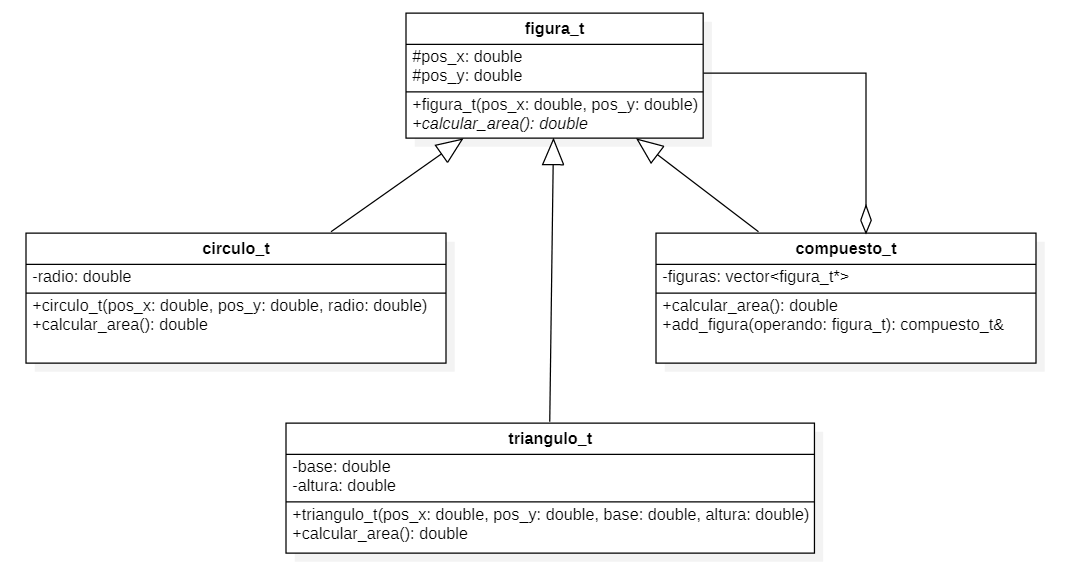 figura_t
#pos_x: double
#pos_y: double
+figura_t(pos_x: double, pos_y: double)
+calcular_area(): double
circulo_t
-radio: double
+circulo_t(pos_x: double, pos_y: double, radio: double)
+calcular_area(): double
compuesto_t
-figuras: vector<figura_t*>
+calcular_area(): double
+add_figura(operando: figura_t): compuesto_t&
triangulo_t
-base: double
-altura: double
+triangulo_t(pos_x: double, pos_y: double, base: double, altura: double)
+calcular_area(): double